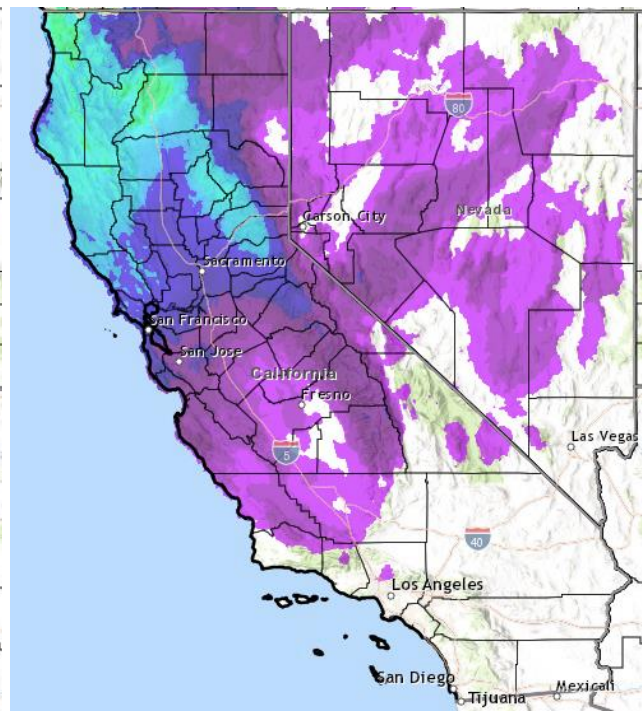 80
Nevada
Carson City
Sacramento
San Francisco
San Jose
California
Fresno
5
Las Vegas
40
Los Angeles
San Diego
Mexicali
Tijuana